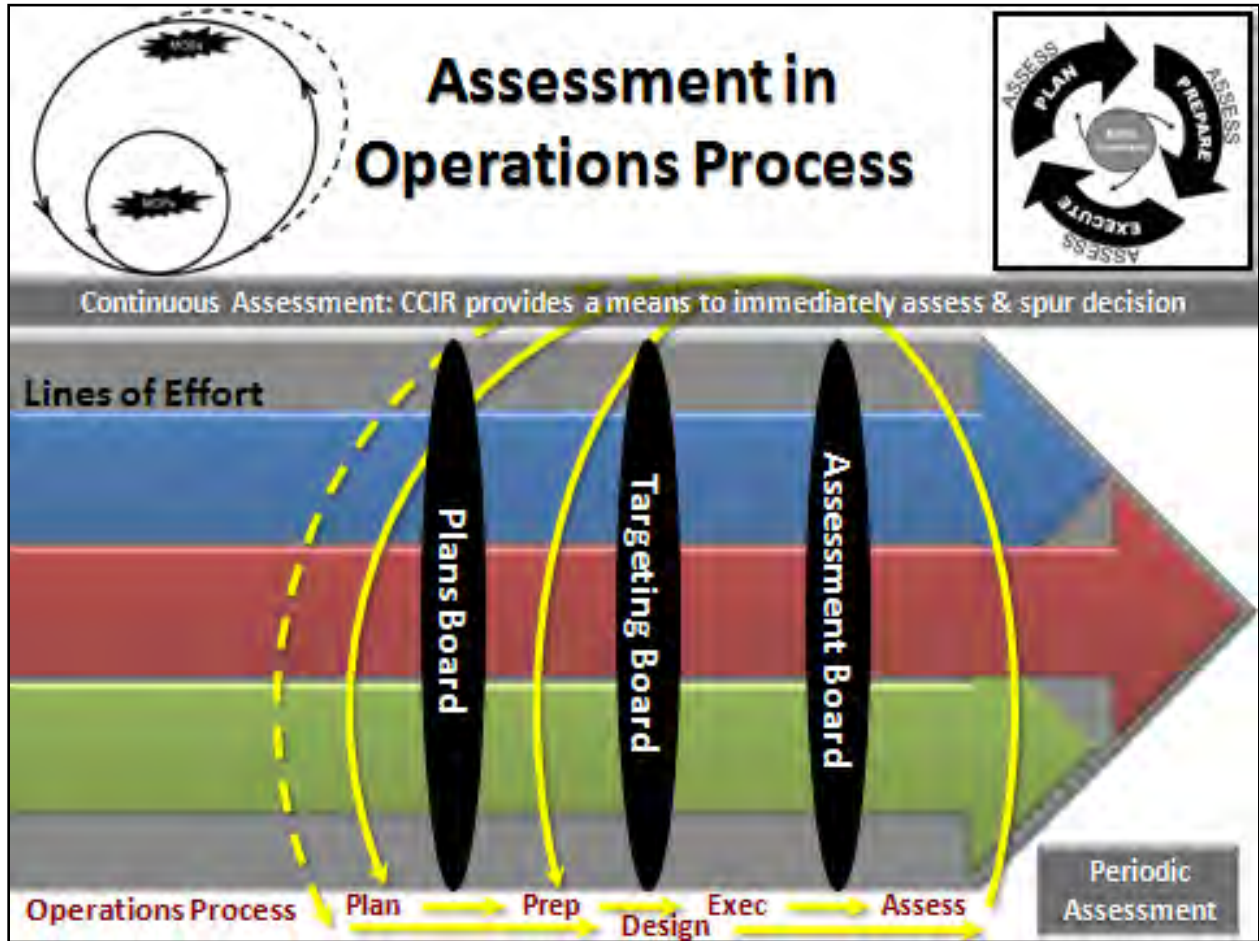 Assessment in
Operations Process
MOEs
MOPs
ASSESS
PLAN
ASSESS
PREPARE
EXECUTE
ASSESS
Continuous Assessment: CCIR provides a means to immediately assess & spur decision
Lines of Effort
Plans Board
Targeting Board
Assessment Board
Periodic
Assessment
Operations Process
Plan
Prep
Exec
Assess
Design